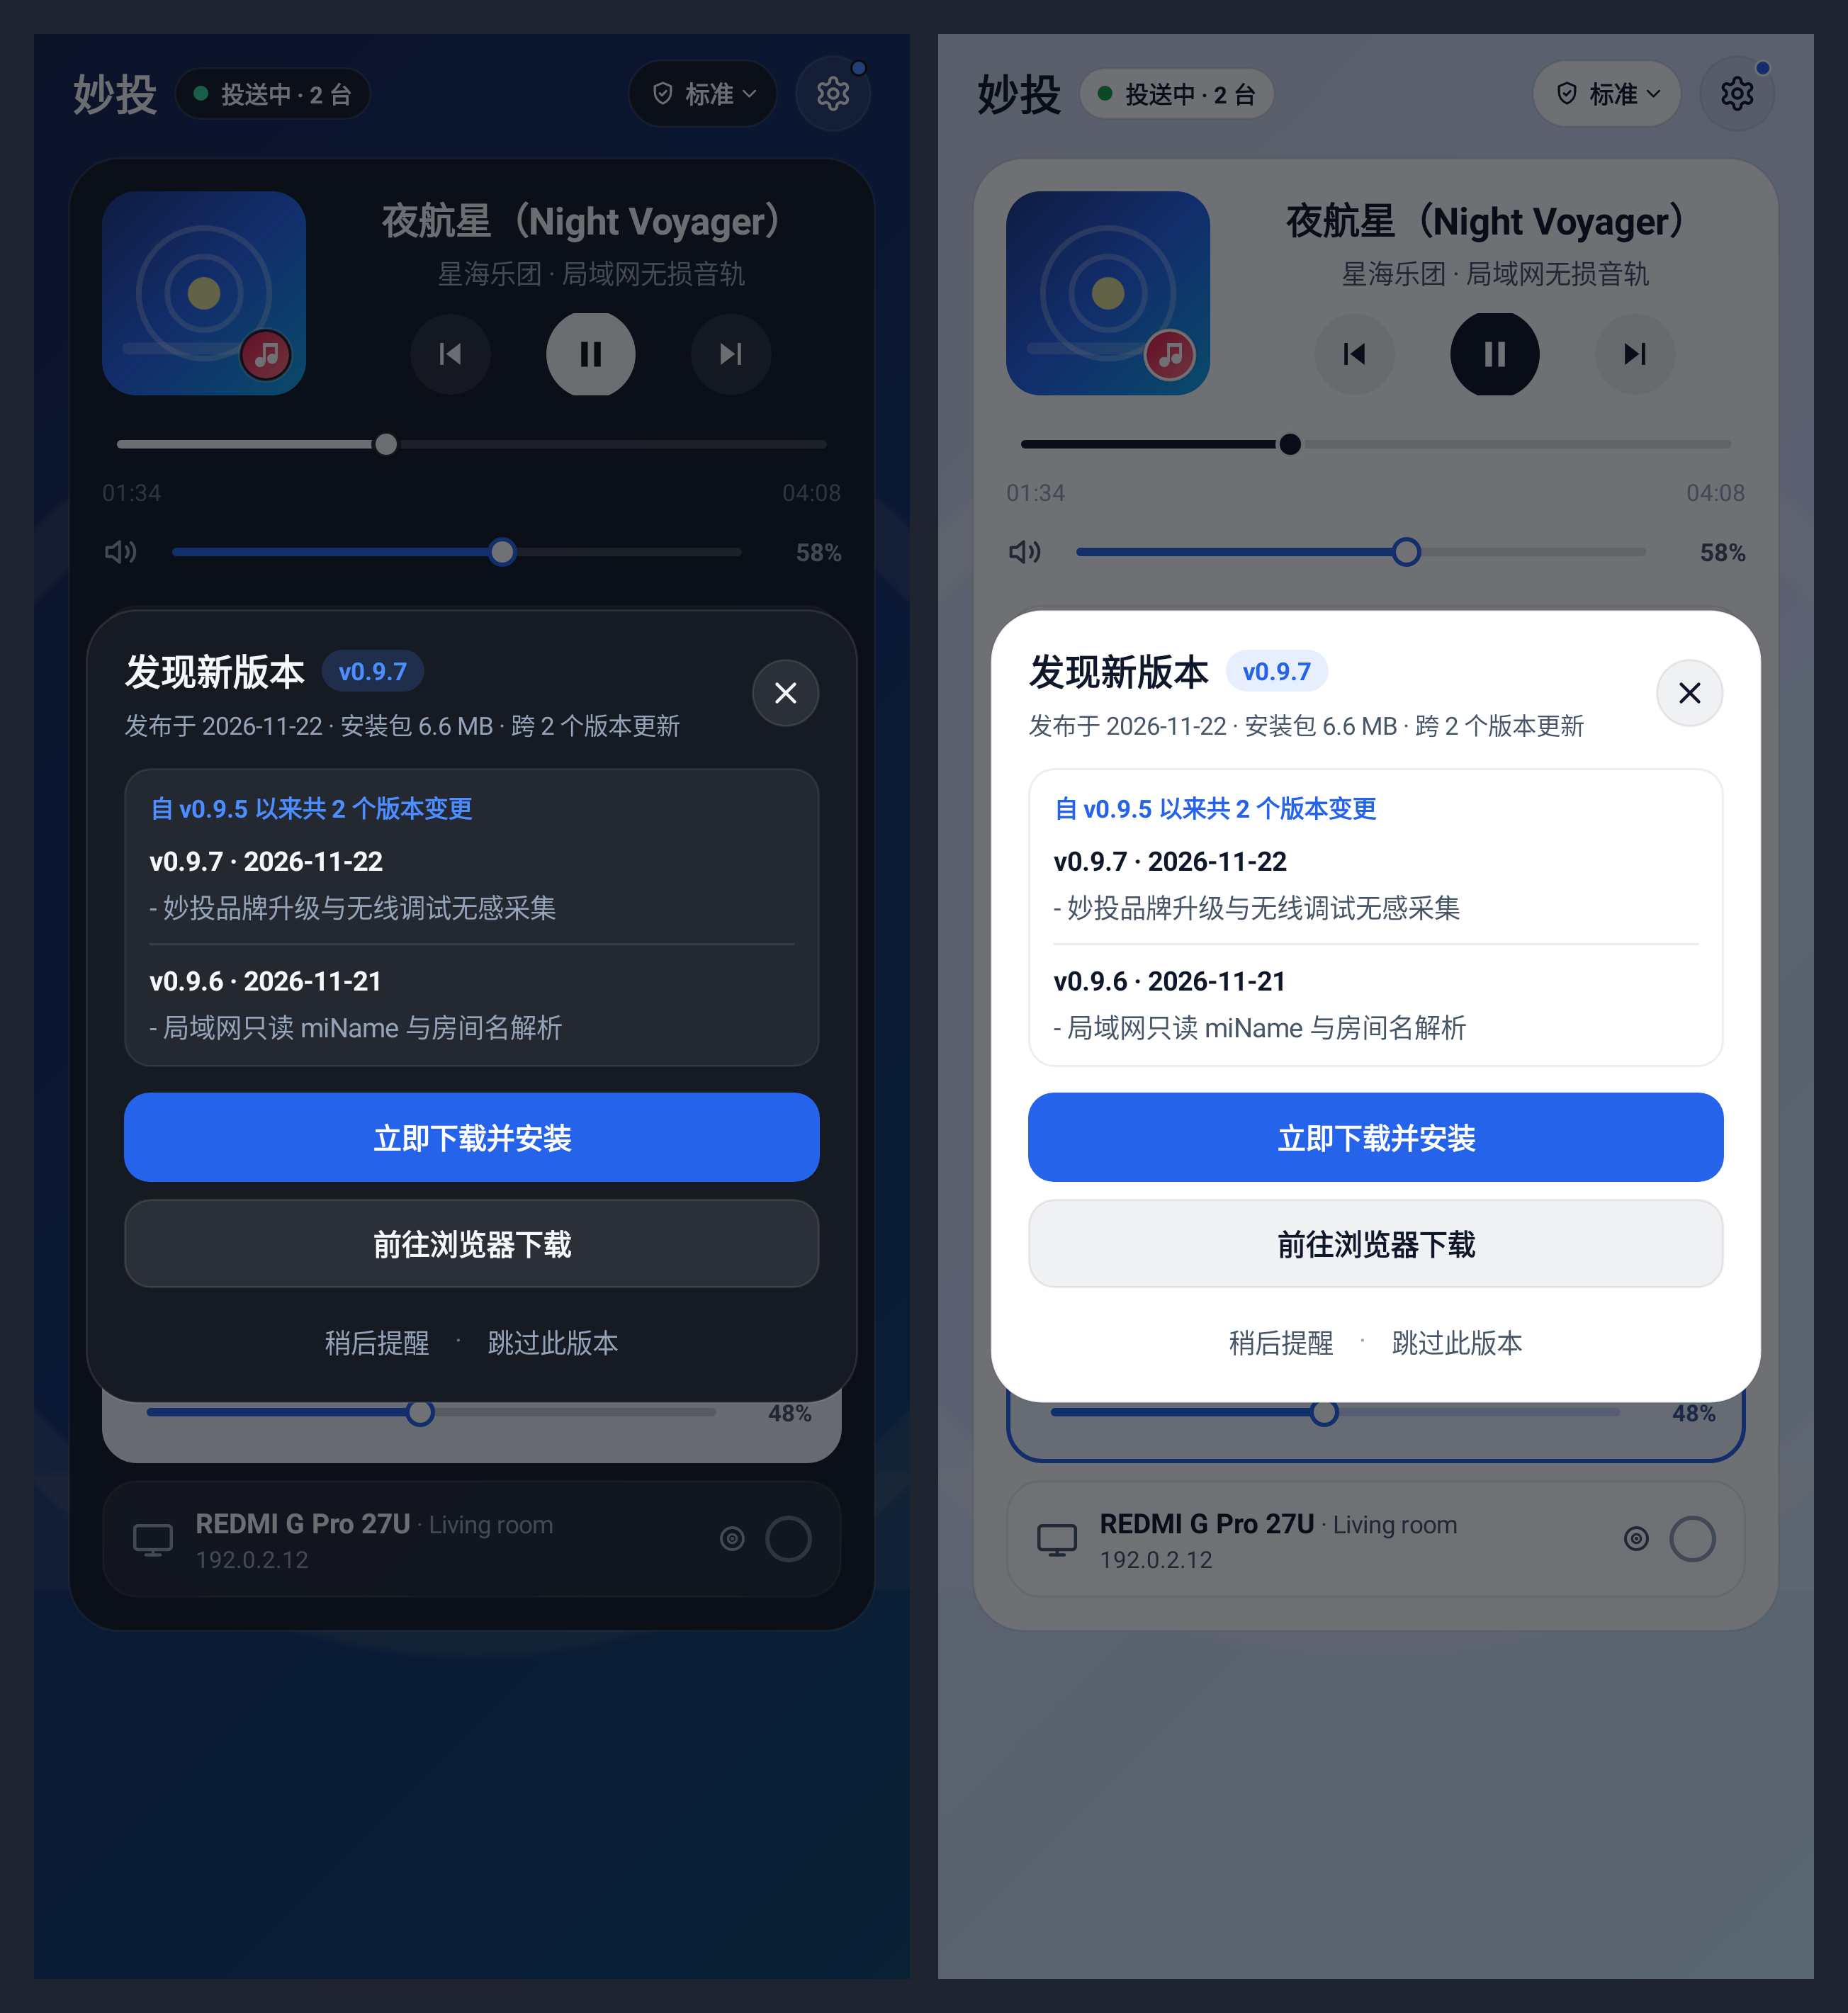 妙投
投送中 · 2 台
标准
夜航星（Night Voyager）
星海乐团 · 局域网无损音轨
01:34
04:08
58%
发现新版本
v0.9.7
发布于 2026-11-22 · 安装包 6.6 MB · 跨 2 个版本更新
自 v0.9.5 以来共 2 个版本变更
v0.9.7 · 2026-11-22
- 妙投品牌升级与无线调试无感采集
v0.9.6 · 2026-11-21
- 局域网只读 miName 与房间名解析
立即下载并安装
前往浏览器下载
稍后提醒 · 跳过此版本
48%
REDMI G Pro 27U · Living room
192.0.2.12
妙投
投送中 · 2 台
标准
夜航星（Night Voyager）
星海乐团 · 局域网无损音轨
01:34
04:08
58%
发现新版本
v0.9.7
发布于 2026-11-22 · 安装包 6.6 MB · 跨 2 个版本更新
自 v0.9.5 以来共 2 个版本变更
v0.9.7 · 2026-11-22
- 妙投品牌升级与无线调试无感采集
v0.9.6 · 2026-11-21
- 局域网只读 miName 与房间名解析
立即下载并安装
前往浏览器下载
稍后提醒 · 跳过此版本
48%
REDMI G Pro 27U · Living room
192.0.2.12